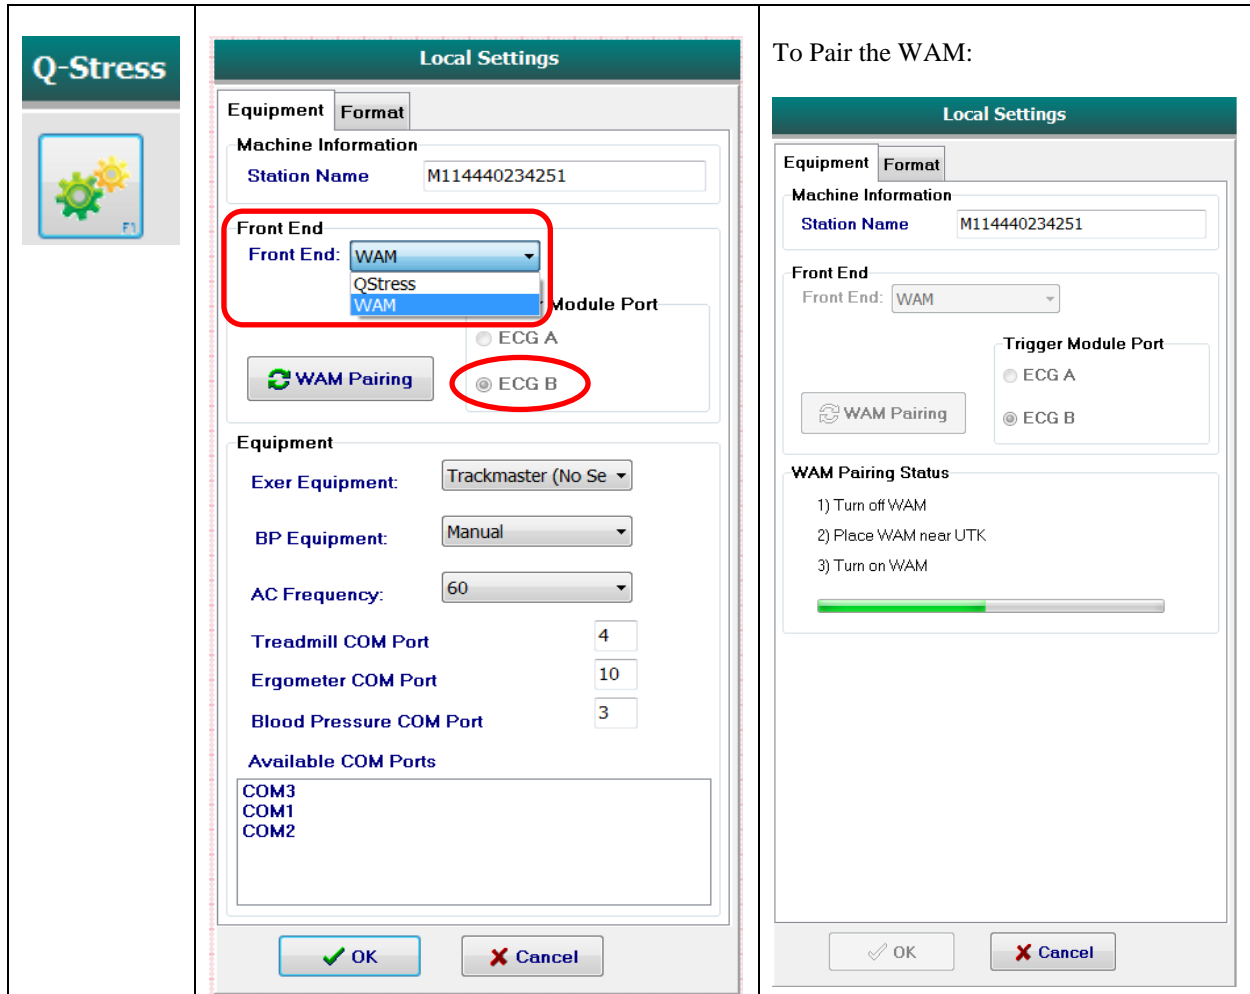 Q-Stress
F1
Local Settings
Equipment Format
Machine Information
Station Name M114440234251
Front End
Front End: WAM
QStress
WAM
Module Port
ECG A
WAM Pairing
ECG B
Equipment
Exer Equipment: Trackmaster (No Se
BP Equipment: Manual
AC Frequency: 60
Treadmill COM Port 4
Ergometer COM Port 10
Blood Pressure COM Port 3
Available COM Ports
COM3
COM1
COM2
OK Cancel
To Pair the WAM:
Local Settings
Equipment Format
Machine Information
Station Name M114440234251
Front End
Front End: WAM
Trigger Module Port
ECG A
WAM Pairing
ECG B
WAM Pairing Status
1) Turn off WAM
2) Place WAM near UTK
3) Turn on WAM
OK Cancel